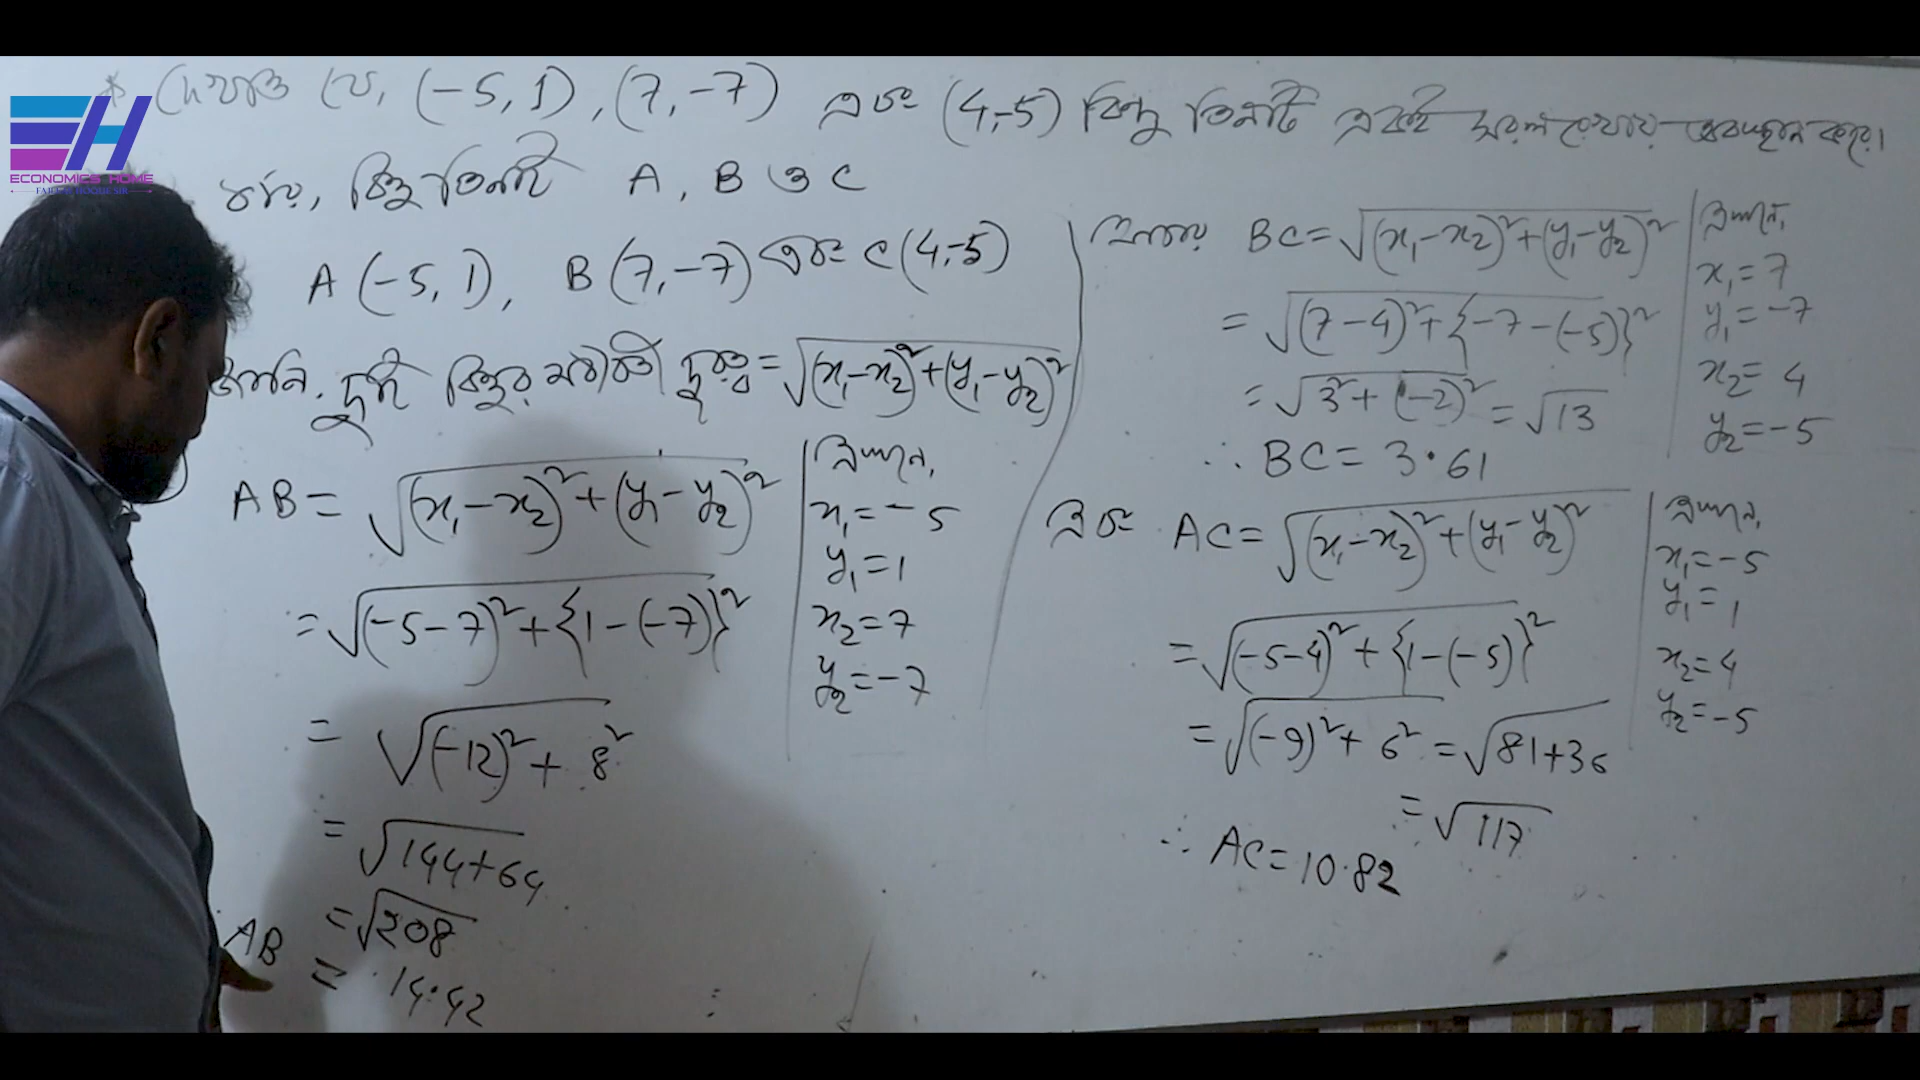 * দেখাও যে, (-5, 1), (7, -7) এবং (4,-5) বিন্দু তিনটি একই সরলরেখায় অবস্থান করে।
EH
ECONOMICS HOME
ধরি, বিন্দু তিনটি A, B ও C
A (-5, 1), B (7, -7) এবং C (4,-5)
জানি, দুটি বিন্দুর মধ্যবর্তী দূরত্ব = √(x₁-x₂)²+(y₁-y₂)²
AB = √(x₁-x₂)²+(y₁-y₂)²
= √(-5-7)²+{1-(-7)}²
= √(-12)²+ 8²
= √144+64
= √208
AB = 14.42
এখানে,
x₁=-5
y₁=1
x₂=7
y₂=-7
আবার BC=√(x₁-x₂)²+(y₁-y₂)²
= √(7-4)²+{-7-(-5)}²
= √3²+(-2)² = √13
∴ BC = 3.61
এখানে,
x₁=7
y₁=-7
x₂=4
y₂=-5
এবং AC=√(x₁-x₂)²+(y₁-y₂)²
= √(-5-4)²+{1-(-5)}²
= √(-9)²+6² = √81+36
= √117
∴ AC=10.82
এখানে,
x₁=-5
y₁=1
x₂=4
y₂=-5